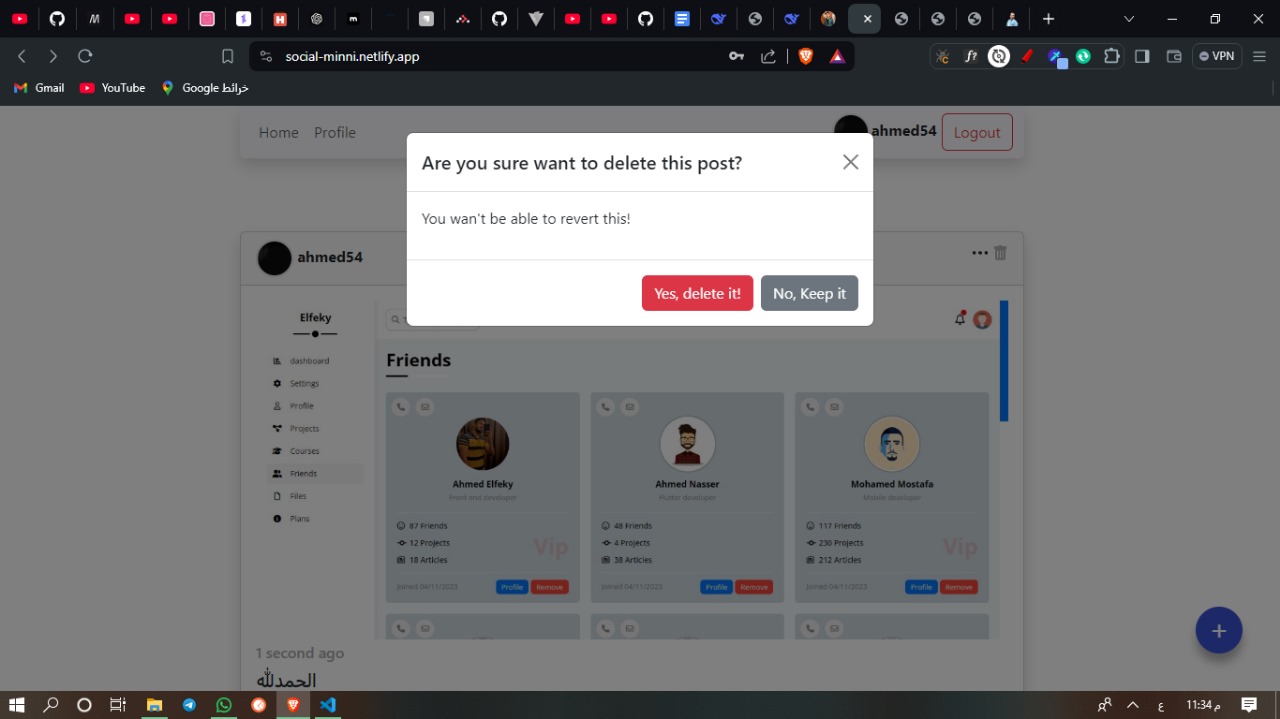 social-minni.netlify.app
VPN
Gmail
YouTube
خرائط Google
Home
Profile
ahmed54
Logout
Are you sure want to delete this post?
You wan't be able to revert this!
Yes, delete it!
No, Keep it
ahmed54
Elfeky
dashboard
Settings
Profile
Projects
Courses
Friends
Files
Plans
Friends
Ahmed Elfeky
Front end developer
87 Friends
12 Projects
18 Articles
Vip
Joined 04/11/2023
Profile
Remove
Ahmed Nasser
Flutter developer
48 Friends
4 Projects
38 Articles
Joined 04/11/2023
Profile
Remove
Mohamed Mostafa
Mobile developer
117 Friends
230 Projects
212 Articles
Vip
Joined 04/11/2023
Profile
Remove
1 second ago
الحمدلله
ع
11:34 م